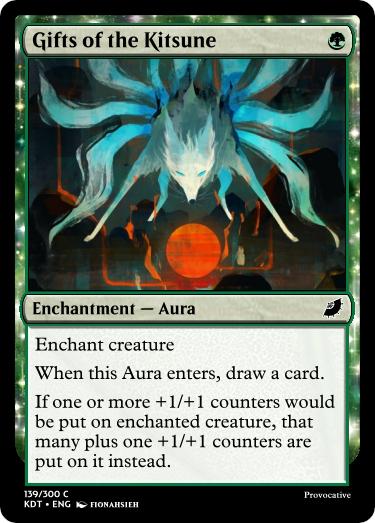 Gifts of the Kitsune
Enchantment — Aura
Enchant creature
When this Aura enters, draw a card.
If one or more +1/+1 counters would
be put on enchanted creature, that
many plus one +1/+1 counters are
put on it instead.
139/300 C
KDT • ENG FIONAHSIEH
Provocative